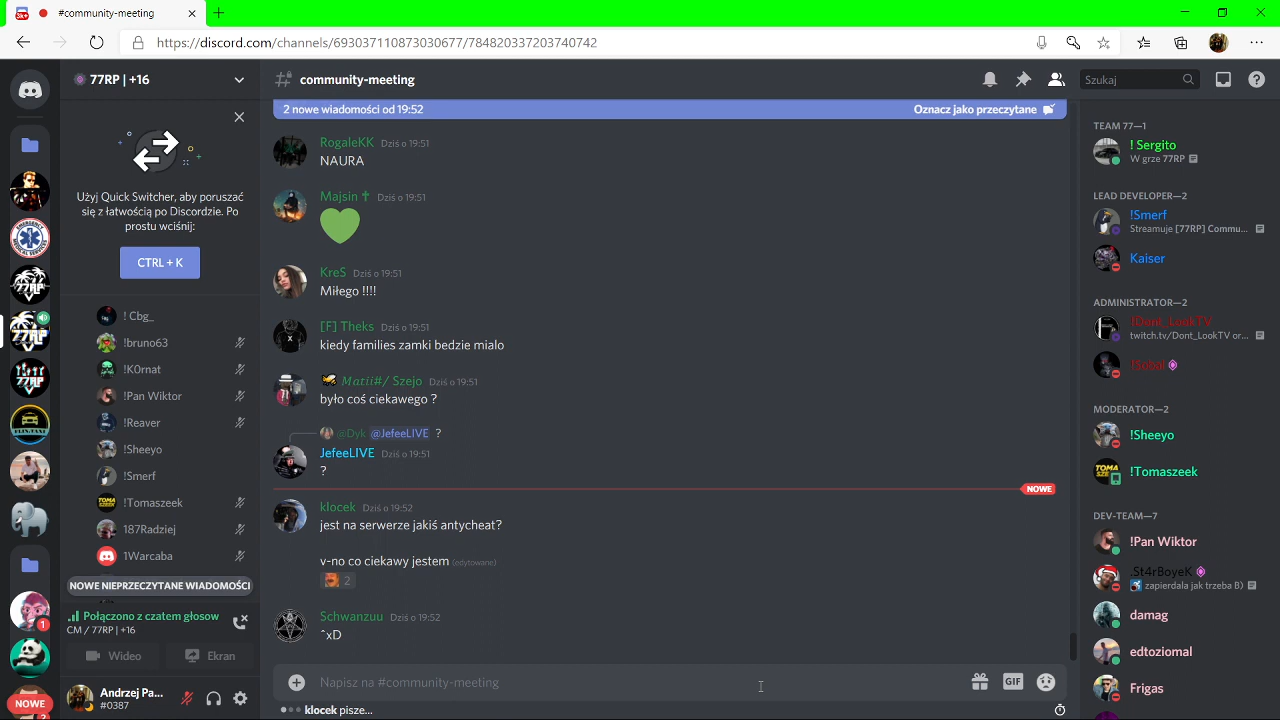 #community-meeting
https://discord.com/channels/693037110873030677/784820337203740742
77RP | +16
Użyj Quick Switcher, aby poruszać
się z łatwością po Discordzie. Po
prostu wciśnij:
CTRL + K
! Cbg_
!bruno63
!K0rnat
!Pan Wiktor
!Reaver
!Sheeyo
!Smerf
!Tomaszeek
187Radziej
1Warcaba
NOWE NIEPRZECZYTANE WIADOMOŚCI
Połączono z czatem głosow
CM / 77RP | +16
Wideo
Ekran
Andrzej Pa...
#0387
NOWE
community-meeting
Szukaj
2 nowe wiadomości od 19:52
Oznacz jako przeczytane
RogaleKK Dziś o 19:51
NAURA
Majsin ✝ Dziś o 19:51
KreS Dziś o 19:51
Miłego !!!!
[F] Theks Dziś o 19:51
kiedy families zamki bedzie mialo
Matii#/ Szejo Dziś o 19:51
było coś ciekawego ?
@Dyk @JefeeLIVE ?
JefeeLIVE Dziś o 19:51
?
NOWE
klocek Dziś o 19:52
jest na serwerze jakiś antycheat?
v-no co ciekawy jestem (edytowane)
2
Schwanzuu Dziś o 19:52
^xD
Napisz na #community-meeting
GIF
klocek pisze...
TEAM 77—1
! Sergito
W grze 77RP
LEAD DEVELOPER—2
!Smerf
Streamuje [77RP] Commu...
Kaiser
ADMINISTRATOR—2
!Dont_LookTV
twitch.tv/Dont_LookTV or...
MODERATOR—2
!Sheeyo
!Tomaszeek
DEV-TEAM—7
!Pan Wiktor
.St4rBoyeK
zapierdala jak trzeba B)
damag
edtoziomal
Frigas